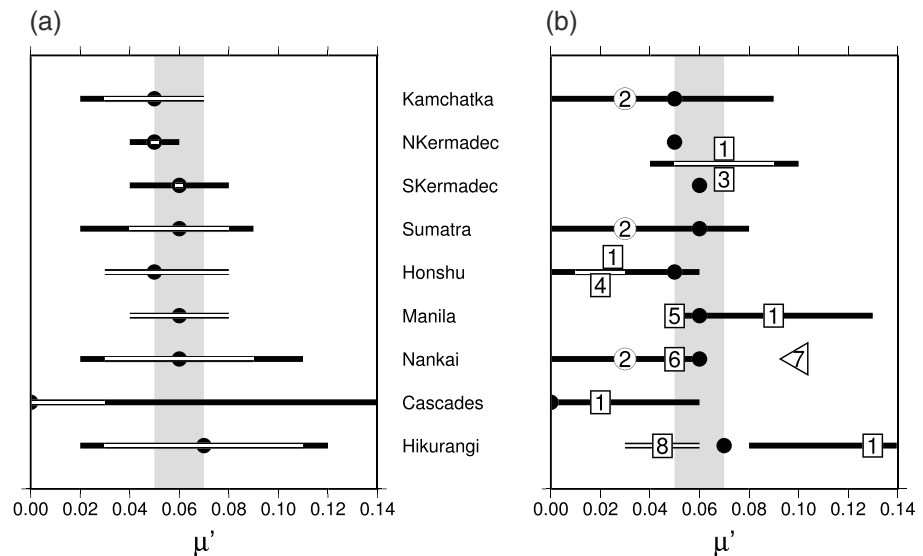 (a) (b)
Kamchatka 2
NKermadec
1
SKermadec 3
Sumatra 2
1
Honshu
4
Manila 5 1
Nankai 2 6 7
Cascades 1
Hikurangi 8 1
0.00 0.02 0.04 0.06 0.08 0.10 0.12 0.14 0.00 0.02 0.04 0.06 0.08 0.10 0.12 0.14
μ' μ'